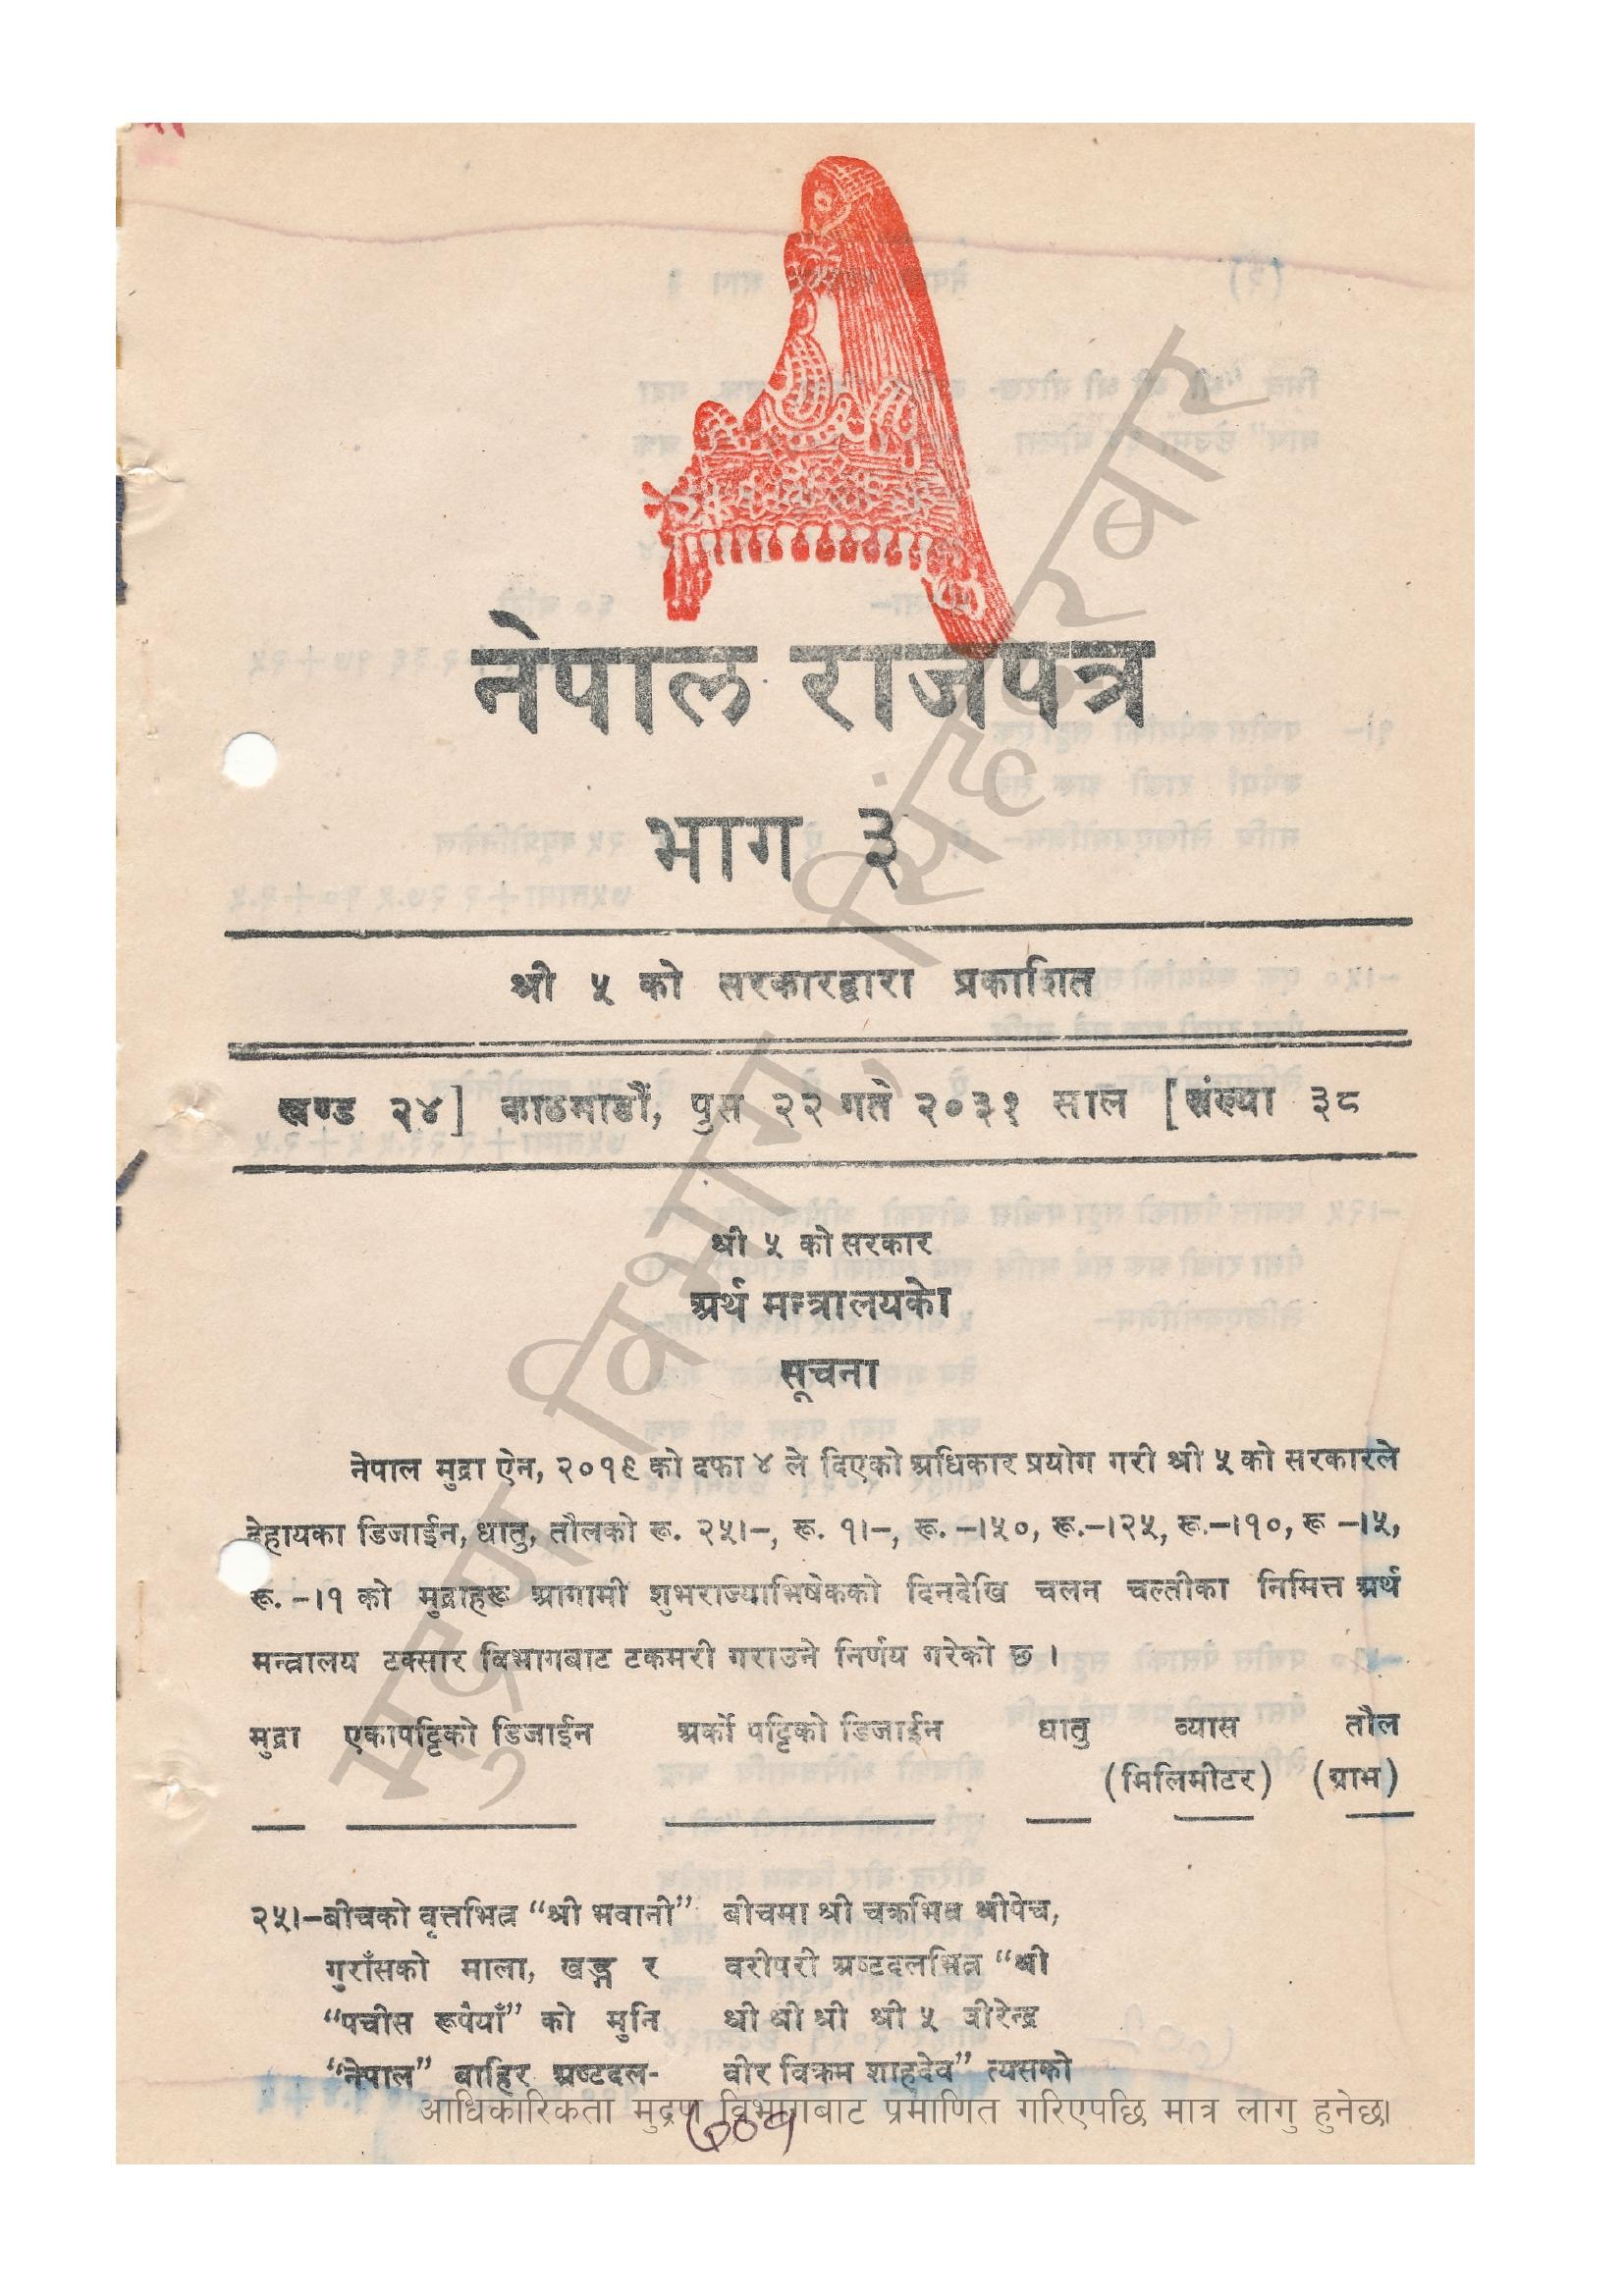 नेपाल राजपत्र
भाग ३
श्री ५ को सरकारद्वारा प्रकाशित
खण्ड २४] काठमाडौं, पुस २२ गते २०३१ साल [संख्या ३८
श्री ५ को सरकार
अर्थ मन्त्रालयको
सूचना
नेपाल मुद्रा ऐन, २०१९ को दफा ४ ले दिएको अधिकार प्रयोग गरी श्री ५ को सरकारले
देहायका डिजाईन, धातु, तौलको रू. २५।–, रू. १।–, रू. –।५०, रू.–।२५, रू.–।१०, रू –।५,
रू. –।१ को मुद्राहरू आगामी शुभराज्याभिषेकको दिनदेखि चलन चल्तीका निमित्त अर्थ
मन्त्रालय टक्सार विभागबाट टकमरी गराउने निर्णय गरेको छ ।
मुद्रा एकापट्टिको डिजाईन अर्को पट्टिको डिजाईन धातु व्यास तौल
(मिलिमीटर) (ग्राम)
२५।–बीचको वृत्तभित्र “श्री भवानी” बीचमा श्री चक्रभित्र श्रीपेच,
गुराँसको माला, खड्ग र वरीपरी अष्टदलभित्र “श्री
“पचीस रूपैयाँ” को मुनि श्री श्री श्री श्री ५ वीरेन्द्र
“नेपाल” बाहिर अष्टदल- वीर विक्रम शाहदेव” त्यसको
आधिकारिकता मुद्रण विभागबाट प्रमाणित गरिएपछि मात्र लागु हुनेछ।
७०१
मुद्रण विभाग, सिंहदरबार